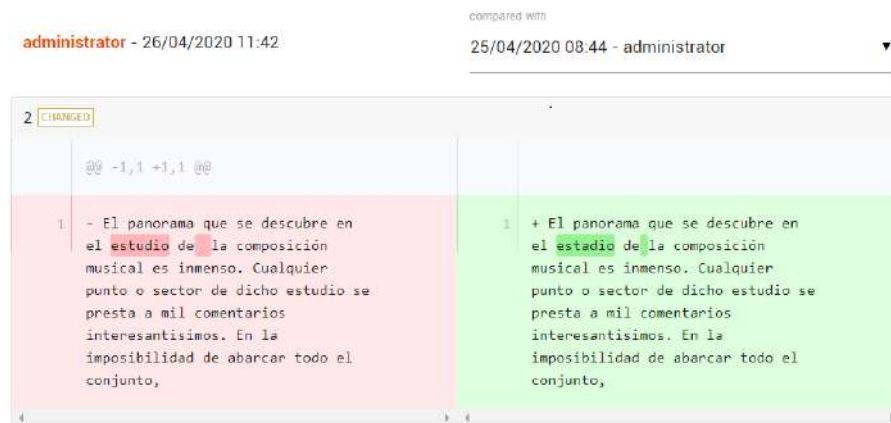 compared with
administrator - 26/04/2020 11:42
25/04/2020 08:44 - administrator
2 CHANGED
@@ -1,1 +1,1 @@
1 - El panorama que se descubre en
el estudio de  la composición
musical es inmenso. Cualquier
punto o sector de dicho estudio se
presta a mil comentarios
interesantisimos. En la
imposibilidad de abarcar todo el
conjunto,
1 + El panorama que se descubre en
el estadio de la composición
musical es inmenso. Cualquier
punto o sector de dicho estudio se
presta a mil comentarios
interesantisimos. En la
imposibilidad de abarcar todo el
conjunto,